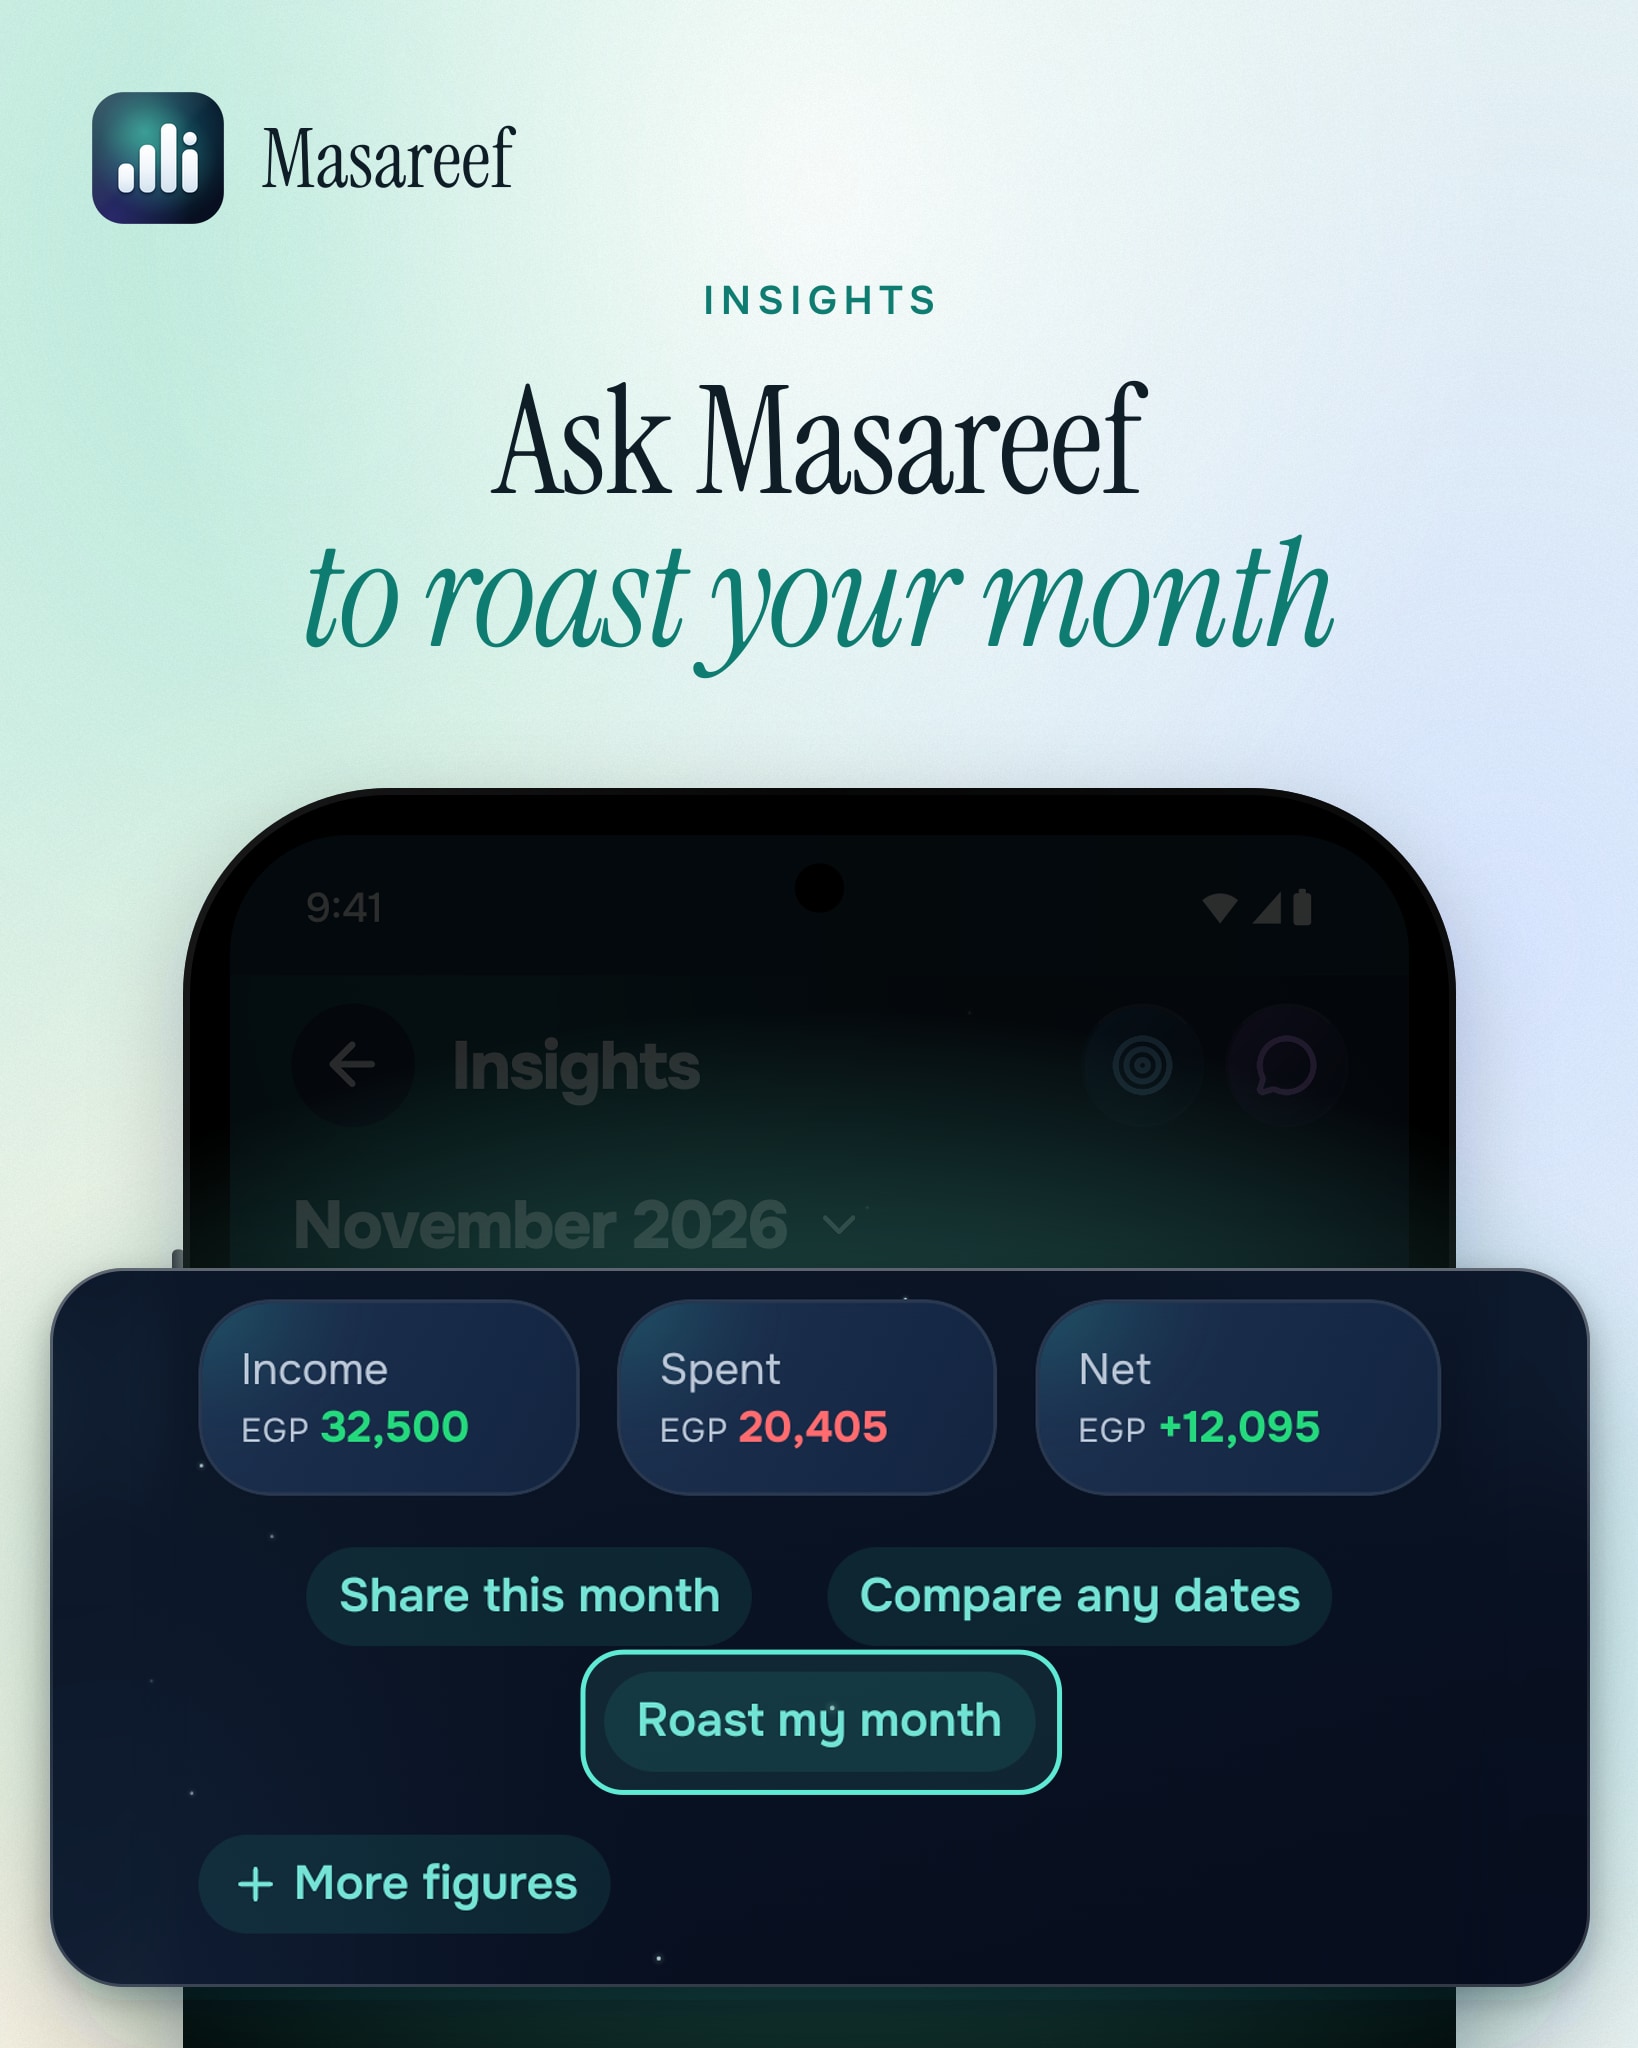 Masareef
INSIGHTS
Ask Masareef
to roast your month
9:41
Insights
November 2026
Income
EGP 32,500
Spent
EGP 20,405
Net
EGP +12,095
Share this month
Compare any dates
Roast my month
+ More figures